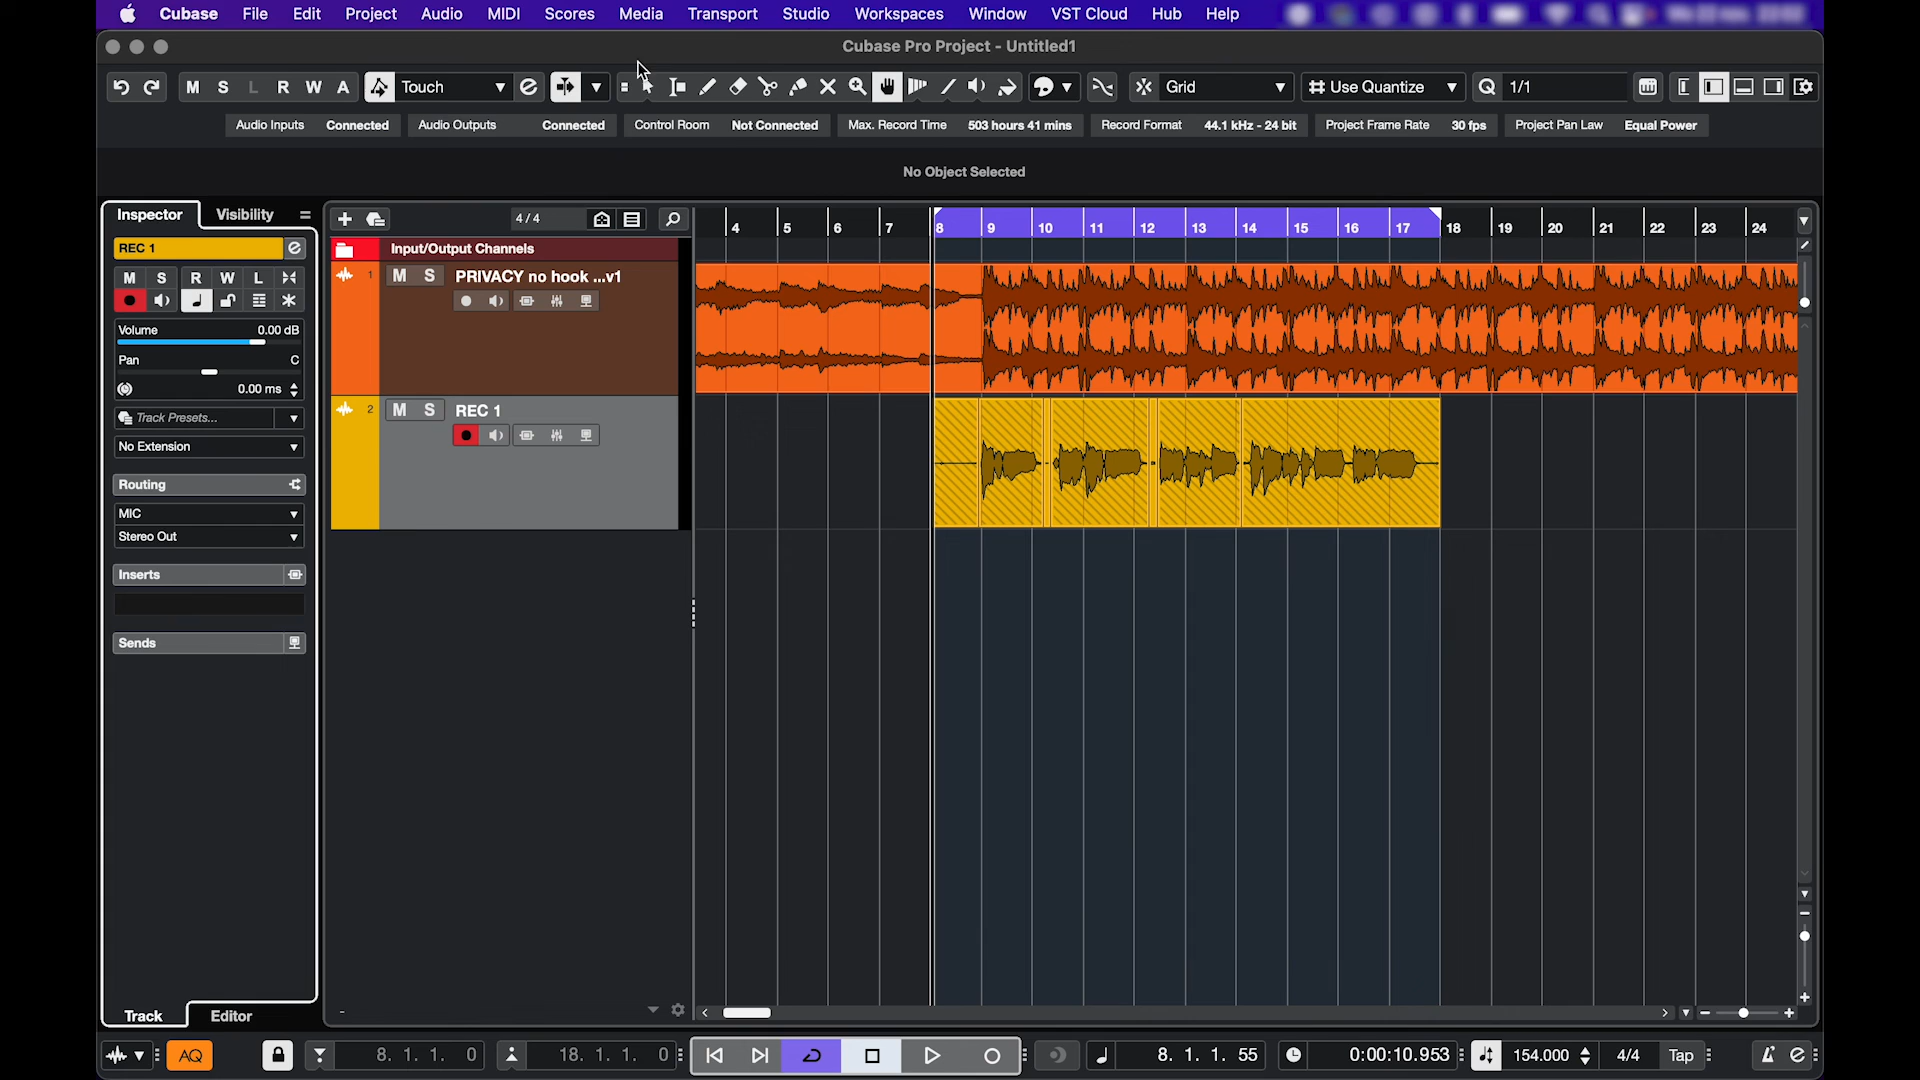 Cubase File Edit Project Audio MIDI Scores Media Transport Studio Workspaces Window VST Cloud Hub Help
Cubase Pro Project - Untitled1
M S L R W A Touch Grid Use Quantize Q 1/1
Audio Inputs Connected Audio Outputs Connected Control Room Not Connected Max. Record Time 503 hours 41 mins Record Format 44.1 kHz - 24 bit Project Frame Rate 30 fps Project Pan Law Equal Power
No Object Selected
Inspector Visibility 4/4
4 5 6 7 8 9 10 11 12 13 14 15 16 17 18 19 20 21 22 23 24
REC 1 e
Input/Output Channels
M S R W L
1 M S PRIVACY no hook ...v1
Volume 0.00 dB
Pan C
0.00 ms
Track Presets...
No Extension
2 M S REC 1
Routing
MIC
Stereo Out
Inserts
Sends
Track Editor
AQ 8. 1. 1. 0 18. 1. 1. 0 8. 1. 1. 55 0:00:10.953 154.000 4/4 Tap